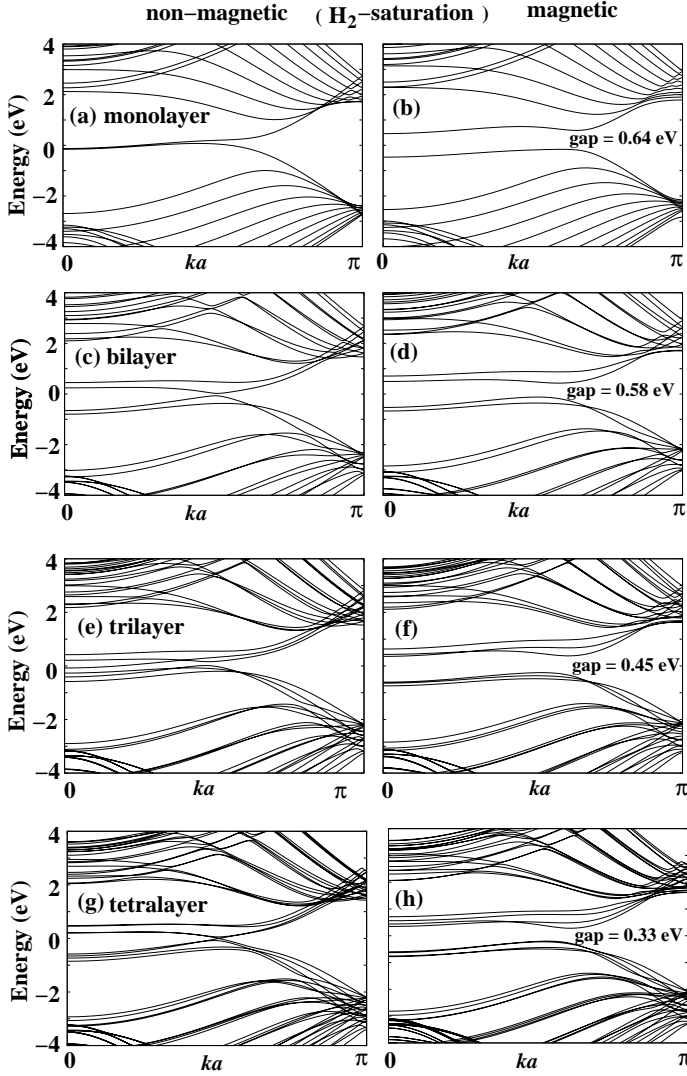 non−magnetic ( H2−saturation ) magnetic
4
2
0
−2
−4
Energy (eV)
(a) monolayer
(b)
gap = 0.64 eV
0 ka π 0 ka π
4
2
0
−2
−4
Energy (eV)
(c) bilayer
(d)
gap = 0.58 eV
0 ka π 0 ka π
4
2
0
−2
−4
Energy (eV)
(e) trilayer
(f)
gap = 0.45 eV
0 ka π 0 ka π
4
2
0
−2
−4
Energy (eV)
(g) tetralayer
(h)
gap = 0.33 eV
0 ka π 0 ka π